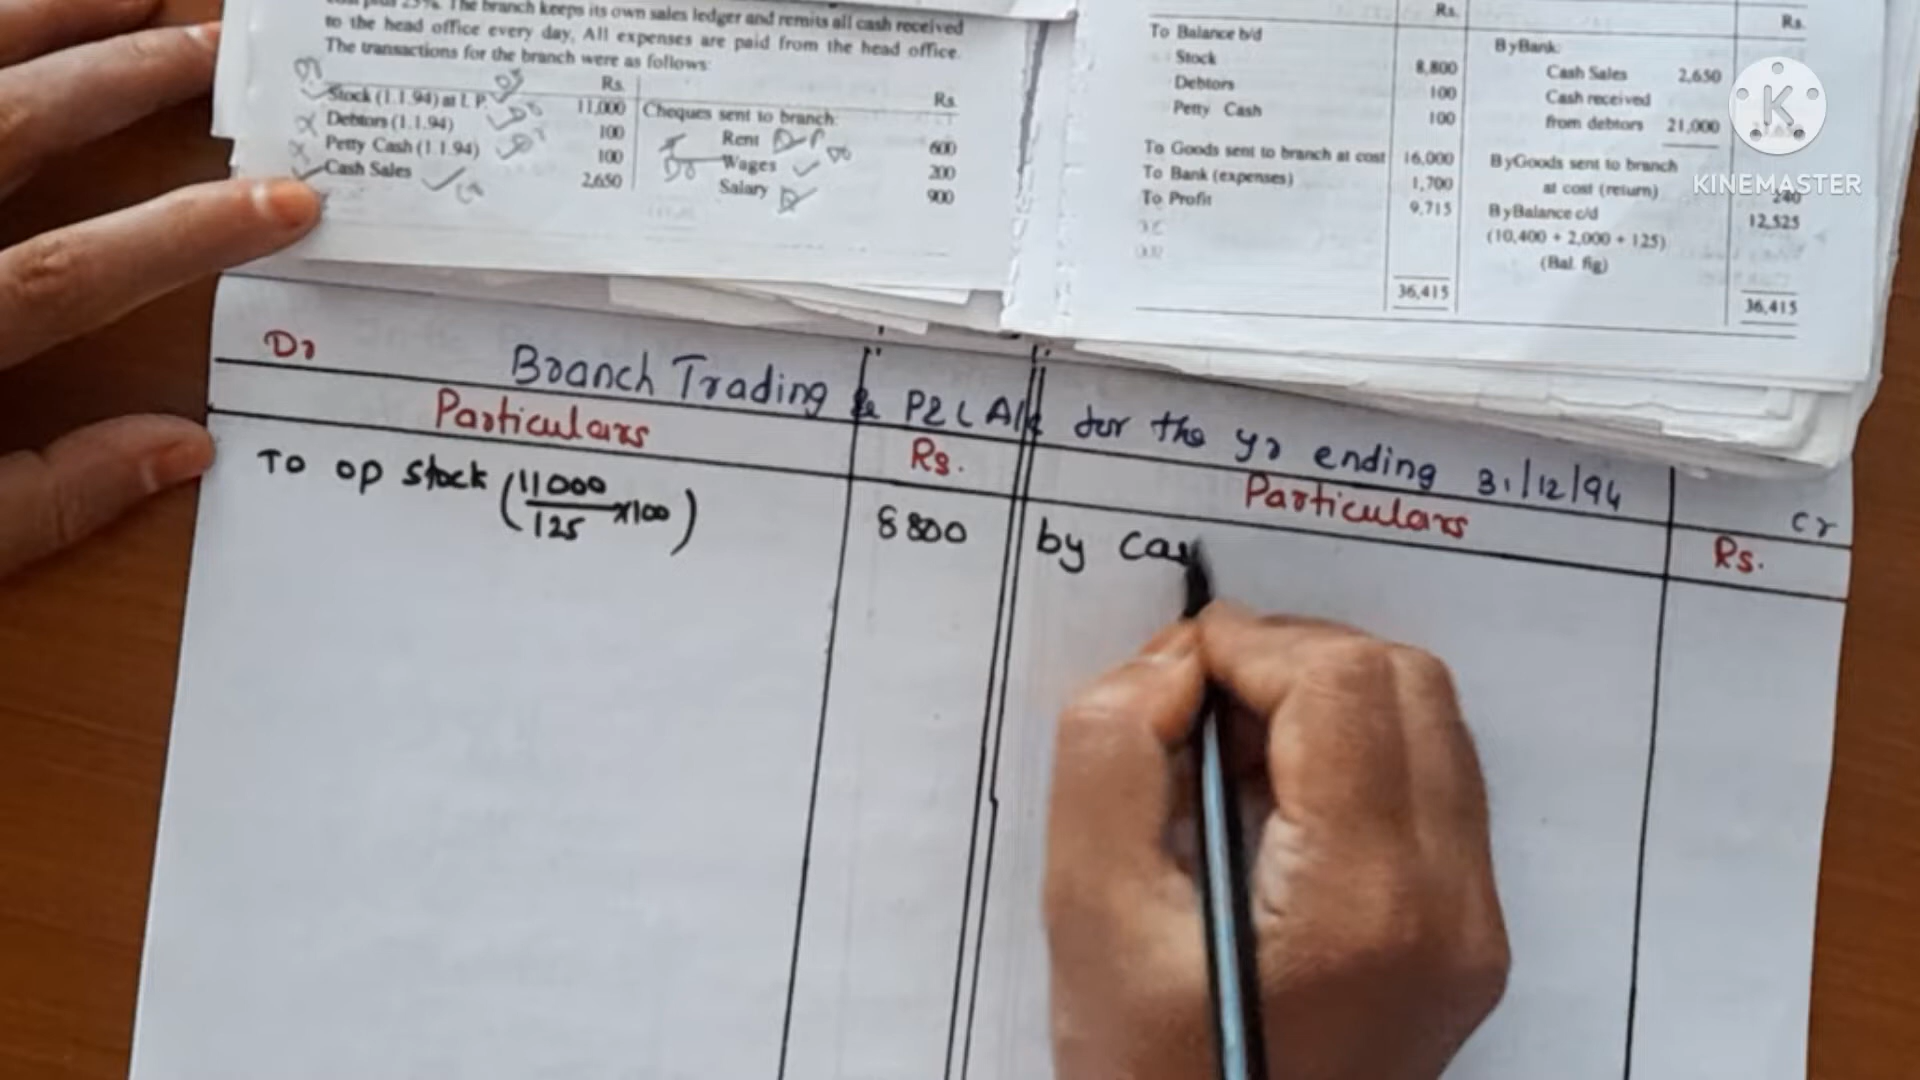 The branch keeps its own sales ledger and remits all cash received
to the head office every day. All expenses are paid from the head office.
The transactions for the branch were as follows:
Rs.
Rs.
Stock (1.1.94) at I. P. 11,000
Debtors (1.1.94) 100
Petty Cash (1.1.94) 100
Cash Sales 2,650
Cheques sent to branch:
Rent 600
Wages 200
Salary 900
Rs.
Rs.
To Balance b/d
Stock 8,800
Debtors 100
Petty Cash 100
To Goods sent to branch at cost 16,000
To Bank (expenses) 1,700
To Profit 9,715
36,415
By Bank:
Cash Sales 2,650
Cash received
from debtors 21,000
By Goods sent to branch
at cost (return) 240
By Balance c/d 12,525
(10,400 + 2,000 + 125)
(Bal. fig)
36,415
KINEMASTER
Dr
Branch Trading & P&L A/c for the yr ending 31/12/94
Cr
Particulars Rs. Particulars Rs.
To op stock (11000/125 x100) 8800 by Cas